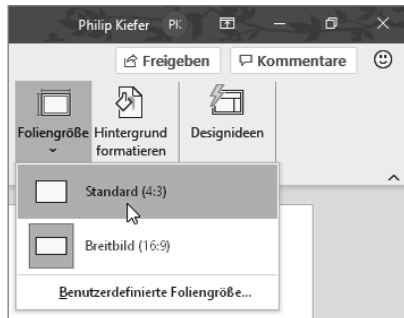 Philip Kiefer PK
Freigeben Kommentare
Foliengröße Hintergrund formatieren Designideen
Standard (4:3)
Breitbild (16:9)
Benutzerdefinierte Foliengröße...